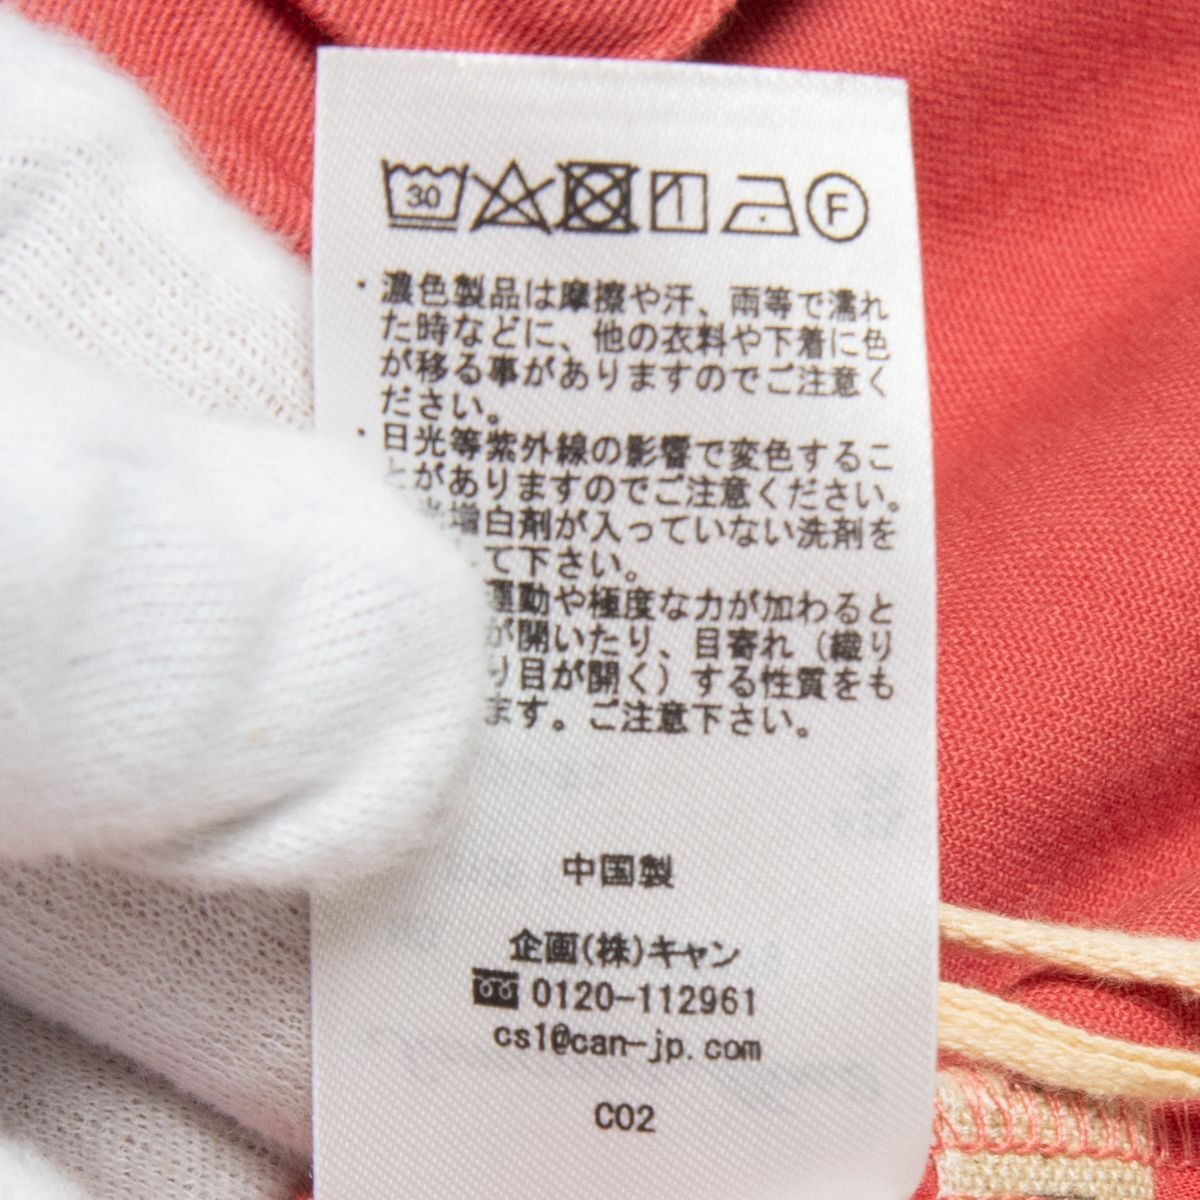 30 F
・濃色製品は摩擦や汗、雨等で濡れ
た時などに、他の衣料や下着に色
が移る事がありますのでご注意く
ださい。
・日光等紫外線の影響で変色するこ
とがありますのでご注意ください。
光増白剤が入っていない洗剤を
て下さい。
運動や極度な力が加わると
が開いたり、目寄れ（織り
り目が開く）する性質をも
ます。ご注意下さい。
中国製
企画(株)キャン
0120-112961
cs1@can-jp.com
C02